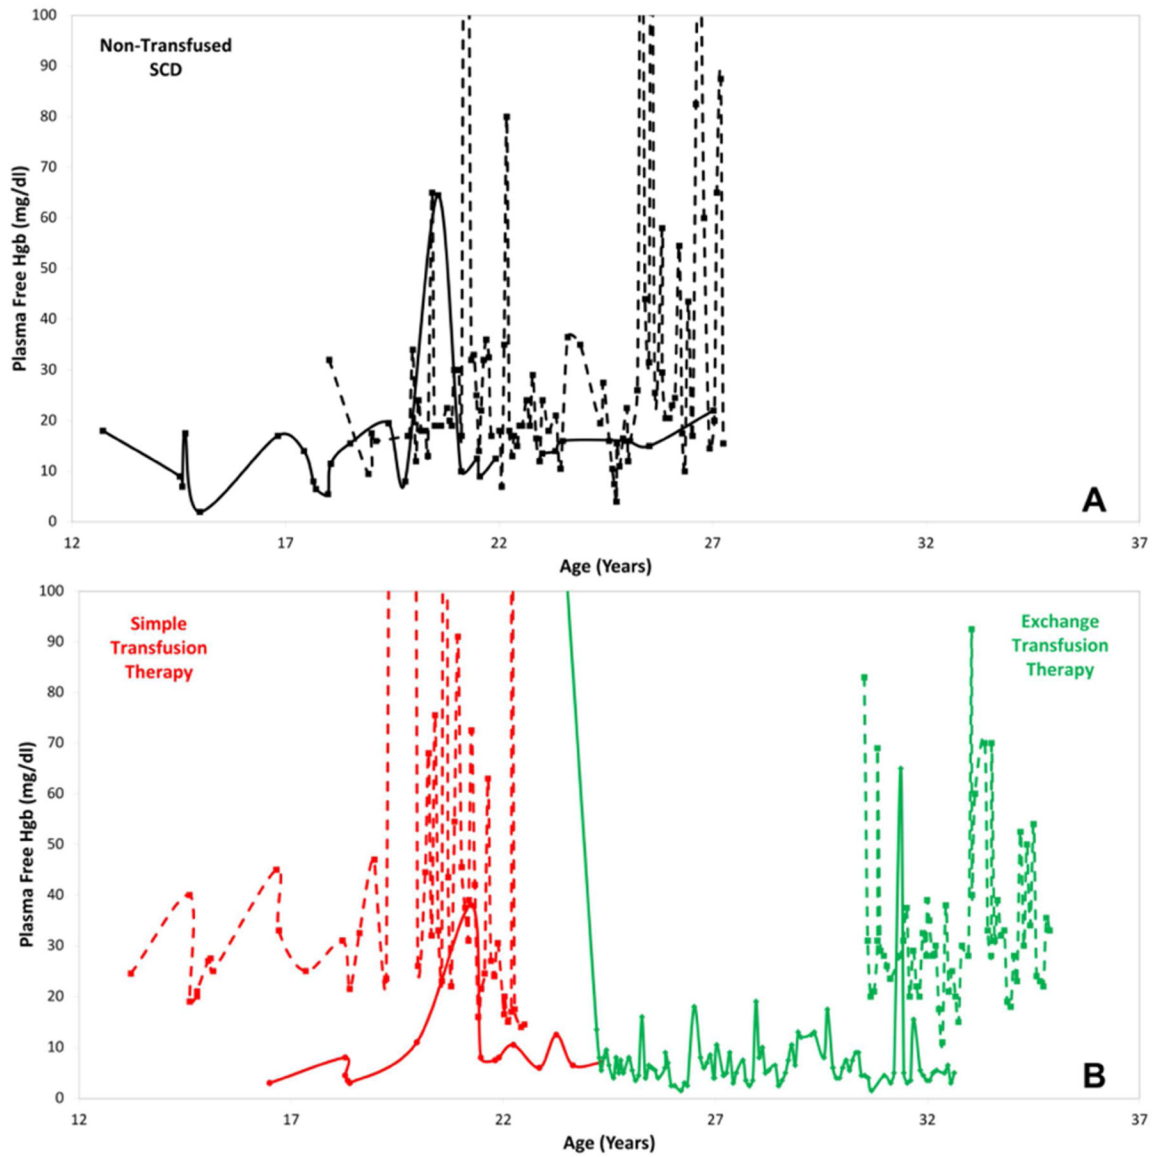 100
90
80
70
60
50
40
30
20
10
0
Plasma Free Hgb (mg/dl)
Non-Transfused
SCD
A
12
17
22
27
32
37
Age (Years)
100
90
80
70
60
50
40
30
20
10
0
Plasma Free Hgb (mg/dl)
Simple
Transfusion
Therapy
Exchange
Transfusion
Therapy
B
12
17
22
27
32
37
Age (Years)